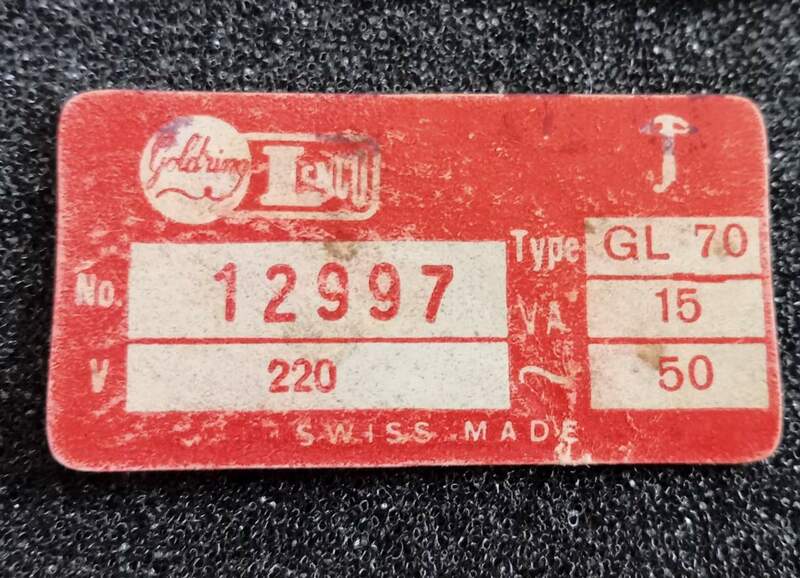 Goldring Lenco
Type GL 70
No. 12997
VA 15
V 220
~ 50
SWISS MADE